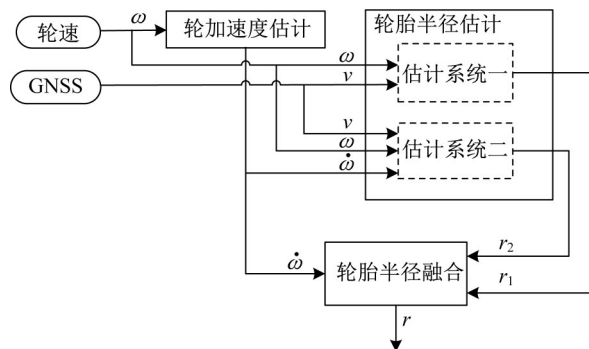 轮速
ω
轮加速度估计
轮胎半径估计
ω
估计系统一
GNSS
v
v
估计系统二
ω
ω̇
r₂
ω̇
轮胎半径融合
r₁
r